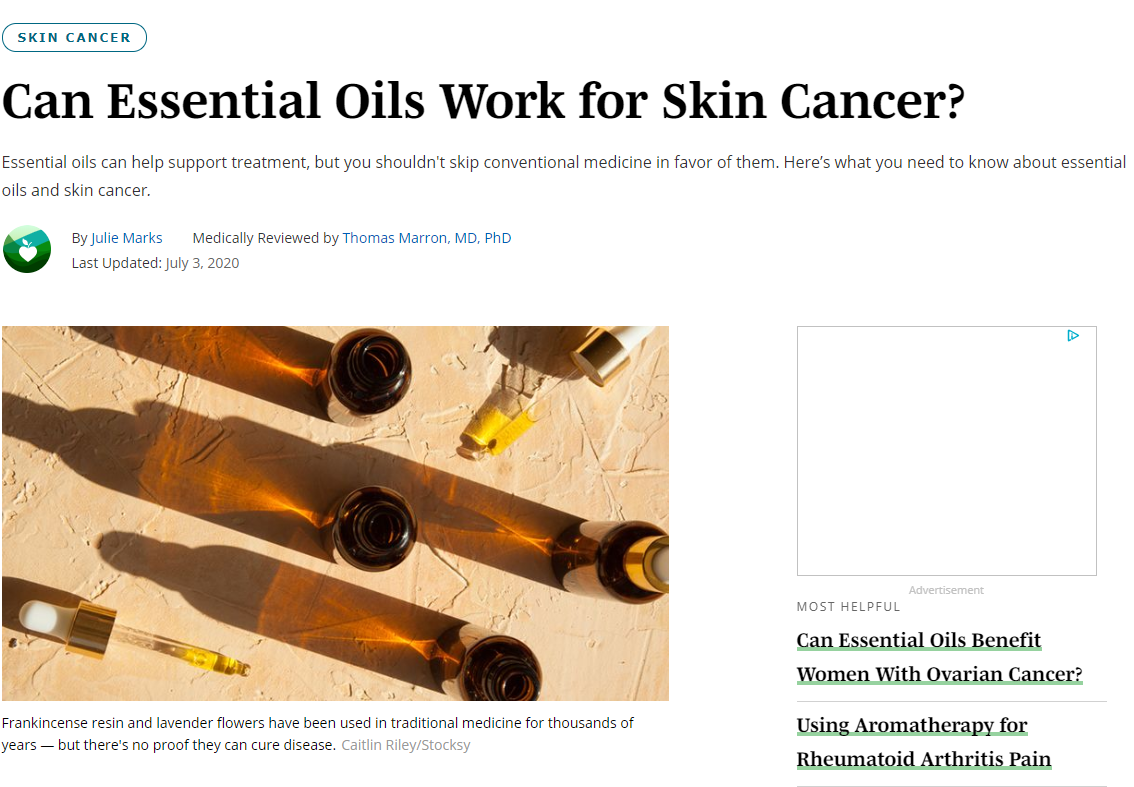 SKIN CANCER
Can Essential Oils Work for Skin Cancer?
Essential oils can help support treatment, but you shouldn't skip conventional medicine in favor of them. Here’s what you need to know about essential
oils and skin cancer.
By Julie Marks Medically Reviewed by Thomas Marron, MD, PhD
Last Updated: July 3, 2020
Advertisement
MOST HELPFUL
Can Essential Oils Benefit
Women With Ovarian Cancer?
Using Aromatherapy for
Rheumatoid Arthritis Pain
Frankincense resin and lavender flowers have been used in traditional medicine for thousands of
years — but there's no proof they can cure disease. Caitlin Riley/Stocksy